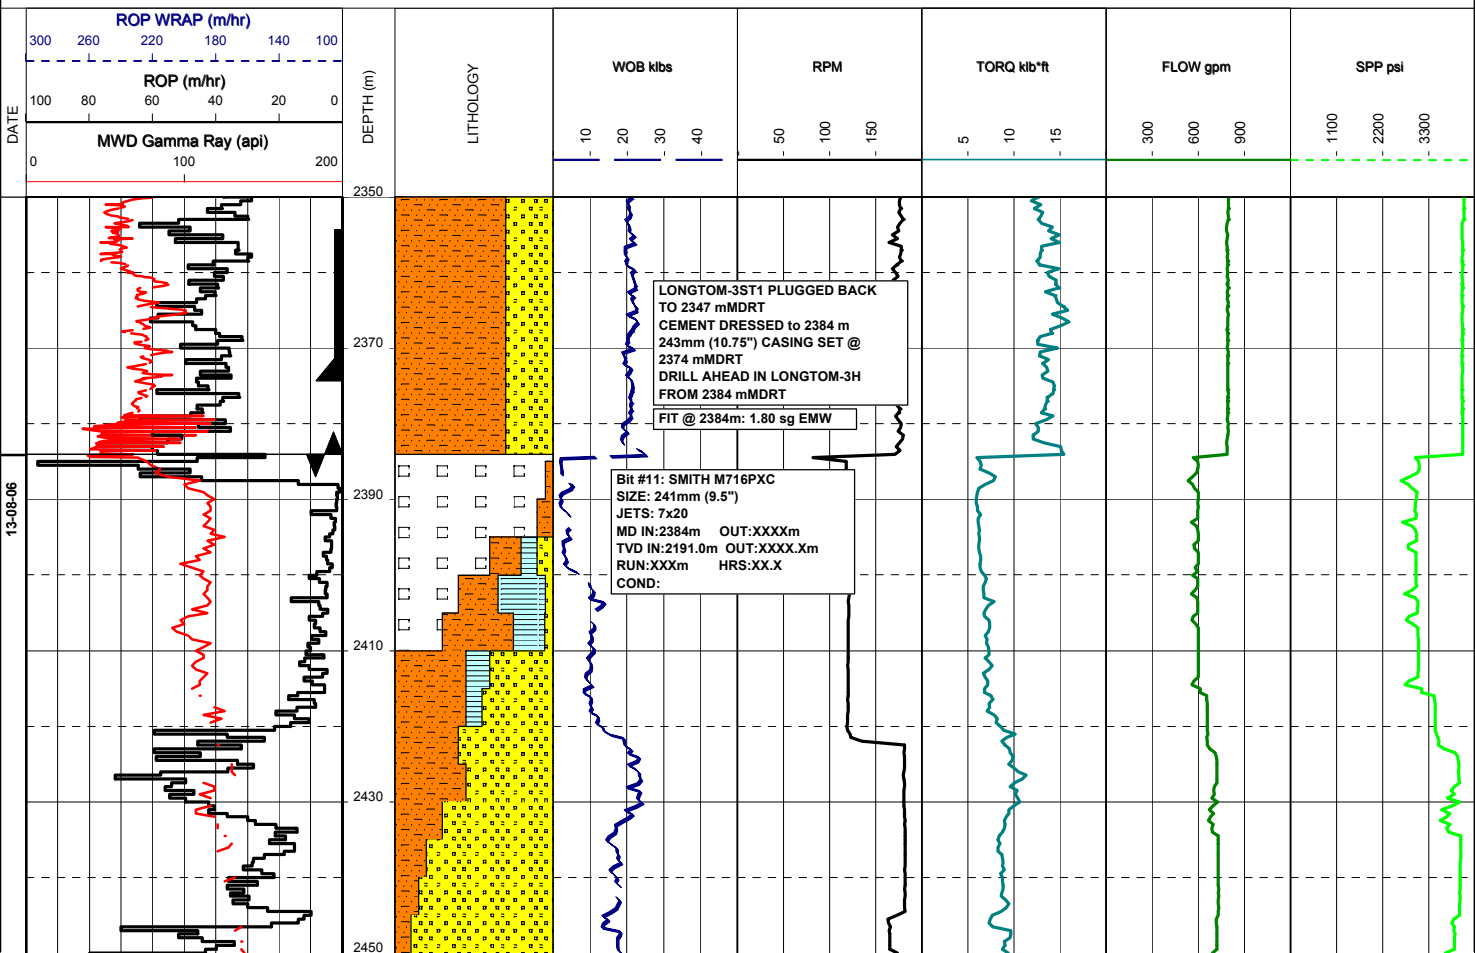 ROP WRAP (m/hr)
300 260 220 180 140 100
ROP (m/hr)
100 80 60 40 20 0
MWD Gamma Ray (api)
0 100 200
DATE
DEPTH (m)
LITHOLOGY
WOB klbs
10 20 30 40
RPM
50 100 150
TORQ klb*ft
5 10 15
FLOW gpm
300 600 900
SPP psi
1100 2200 3300
2350
LONGTOM-3ST1 PLUGGED BACK
TO 2347 mMDRT
CEMENT DRESSED to 2384 m
243mm (10.75") CASING SET @
2374 mMDRT
DRILL AHEAD IN LONGTOM-3H
FROM 2384 mMDRT
2370
FIT @ 2384m: 1.80 sg EMW
13-08-06
Bit #11: SMITH M716PXC
SIZE: 241mm (9.5")
JETS: 7x20
MD IN:2384m OUT:XXXXm
TVD IN:2191.0m OUT:XXXX.Xm
RUN:XXXm HRS:XX.X
COND:
2390
2410
2430
2450